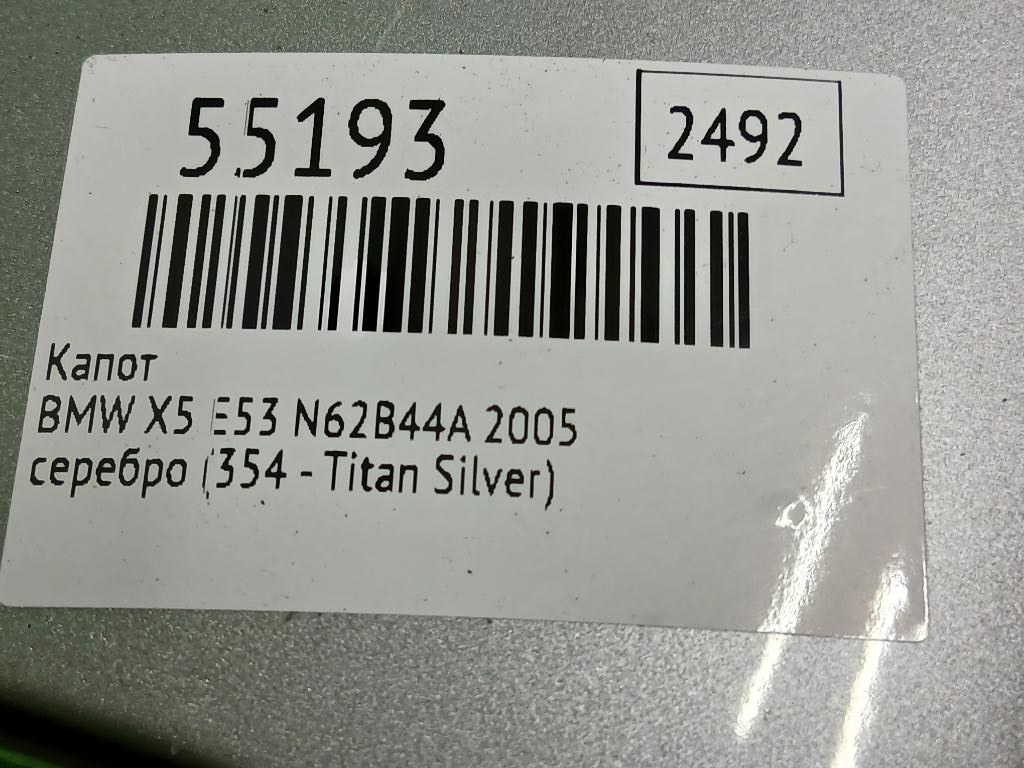 55193
2492
Капот
BMW X5 E53 N62B44A 2005
серебро (354 - Titan Silver)